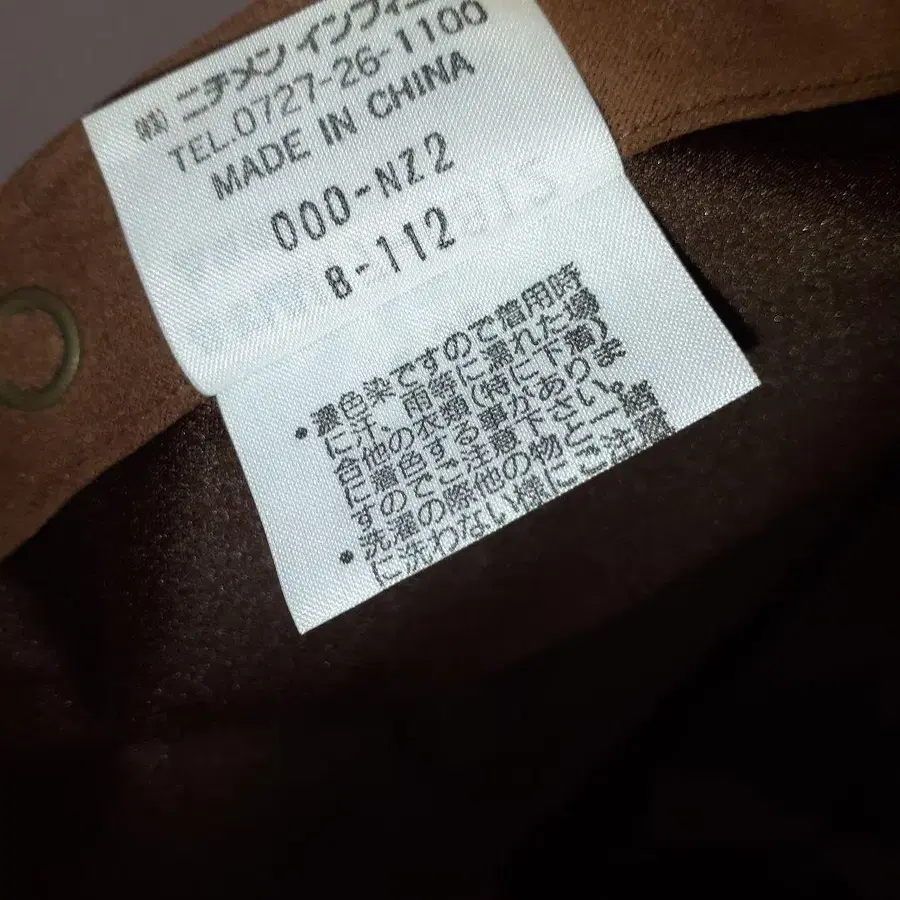 ㈱ ニチメン インフィニ
TEL.0727-26-1100
MADE IN CHINA
000-NZ2
8-112
・濃色染ですので着用時
に汗、雨等に濡れた場
合、他の衣類(特に下着)
に着色する事がありま
すのでご注意下さい。
・洗濯の際他の物と一緒
に洗わない様にご注意